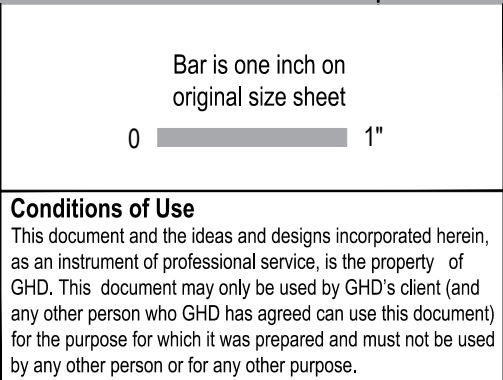 Bar is one inch on
original size sheet
0 1"
Conditions of Use
This document and the ideas and designs incorporated herein,
as an instrument of professional service, is the property of
GHD. This document may only be used by GHD's client (and
any other person who GHD has agreed can use this document)
for the purpose for which it was prepared and must not be used
by any other person or for any other purpose.